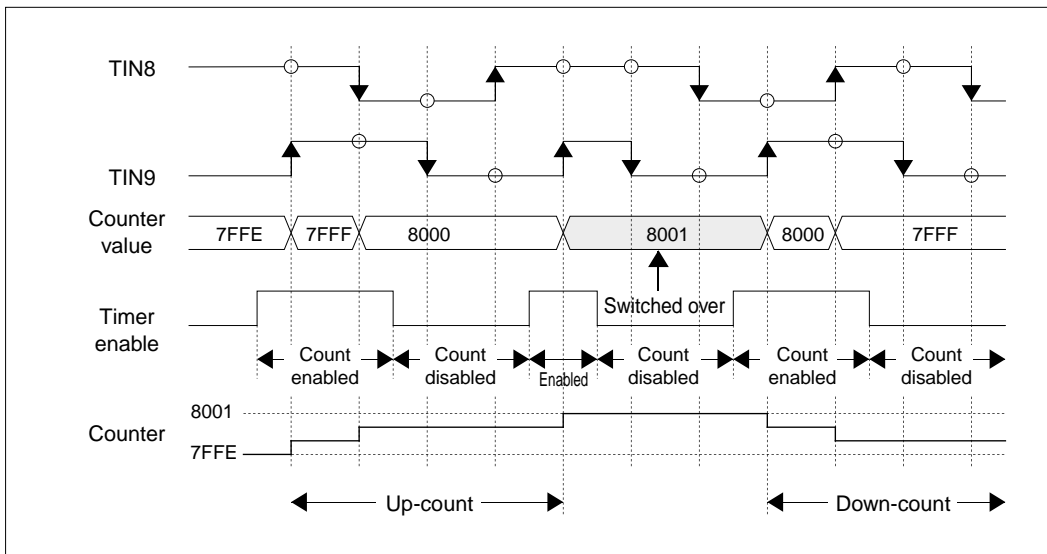 TIN8
TIN9
Counter
value
7FFE
7FFF
8000
8001
8000
7FFF
Switched over
Timer
enable
Count
enabled
Count
disabled
Enabled
Count
disabled
Count
enabled
Count
disabled
8001
Counter
7FFE
Up-count
Down-count